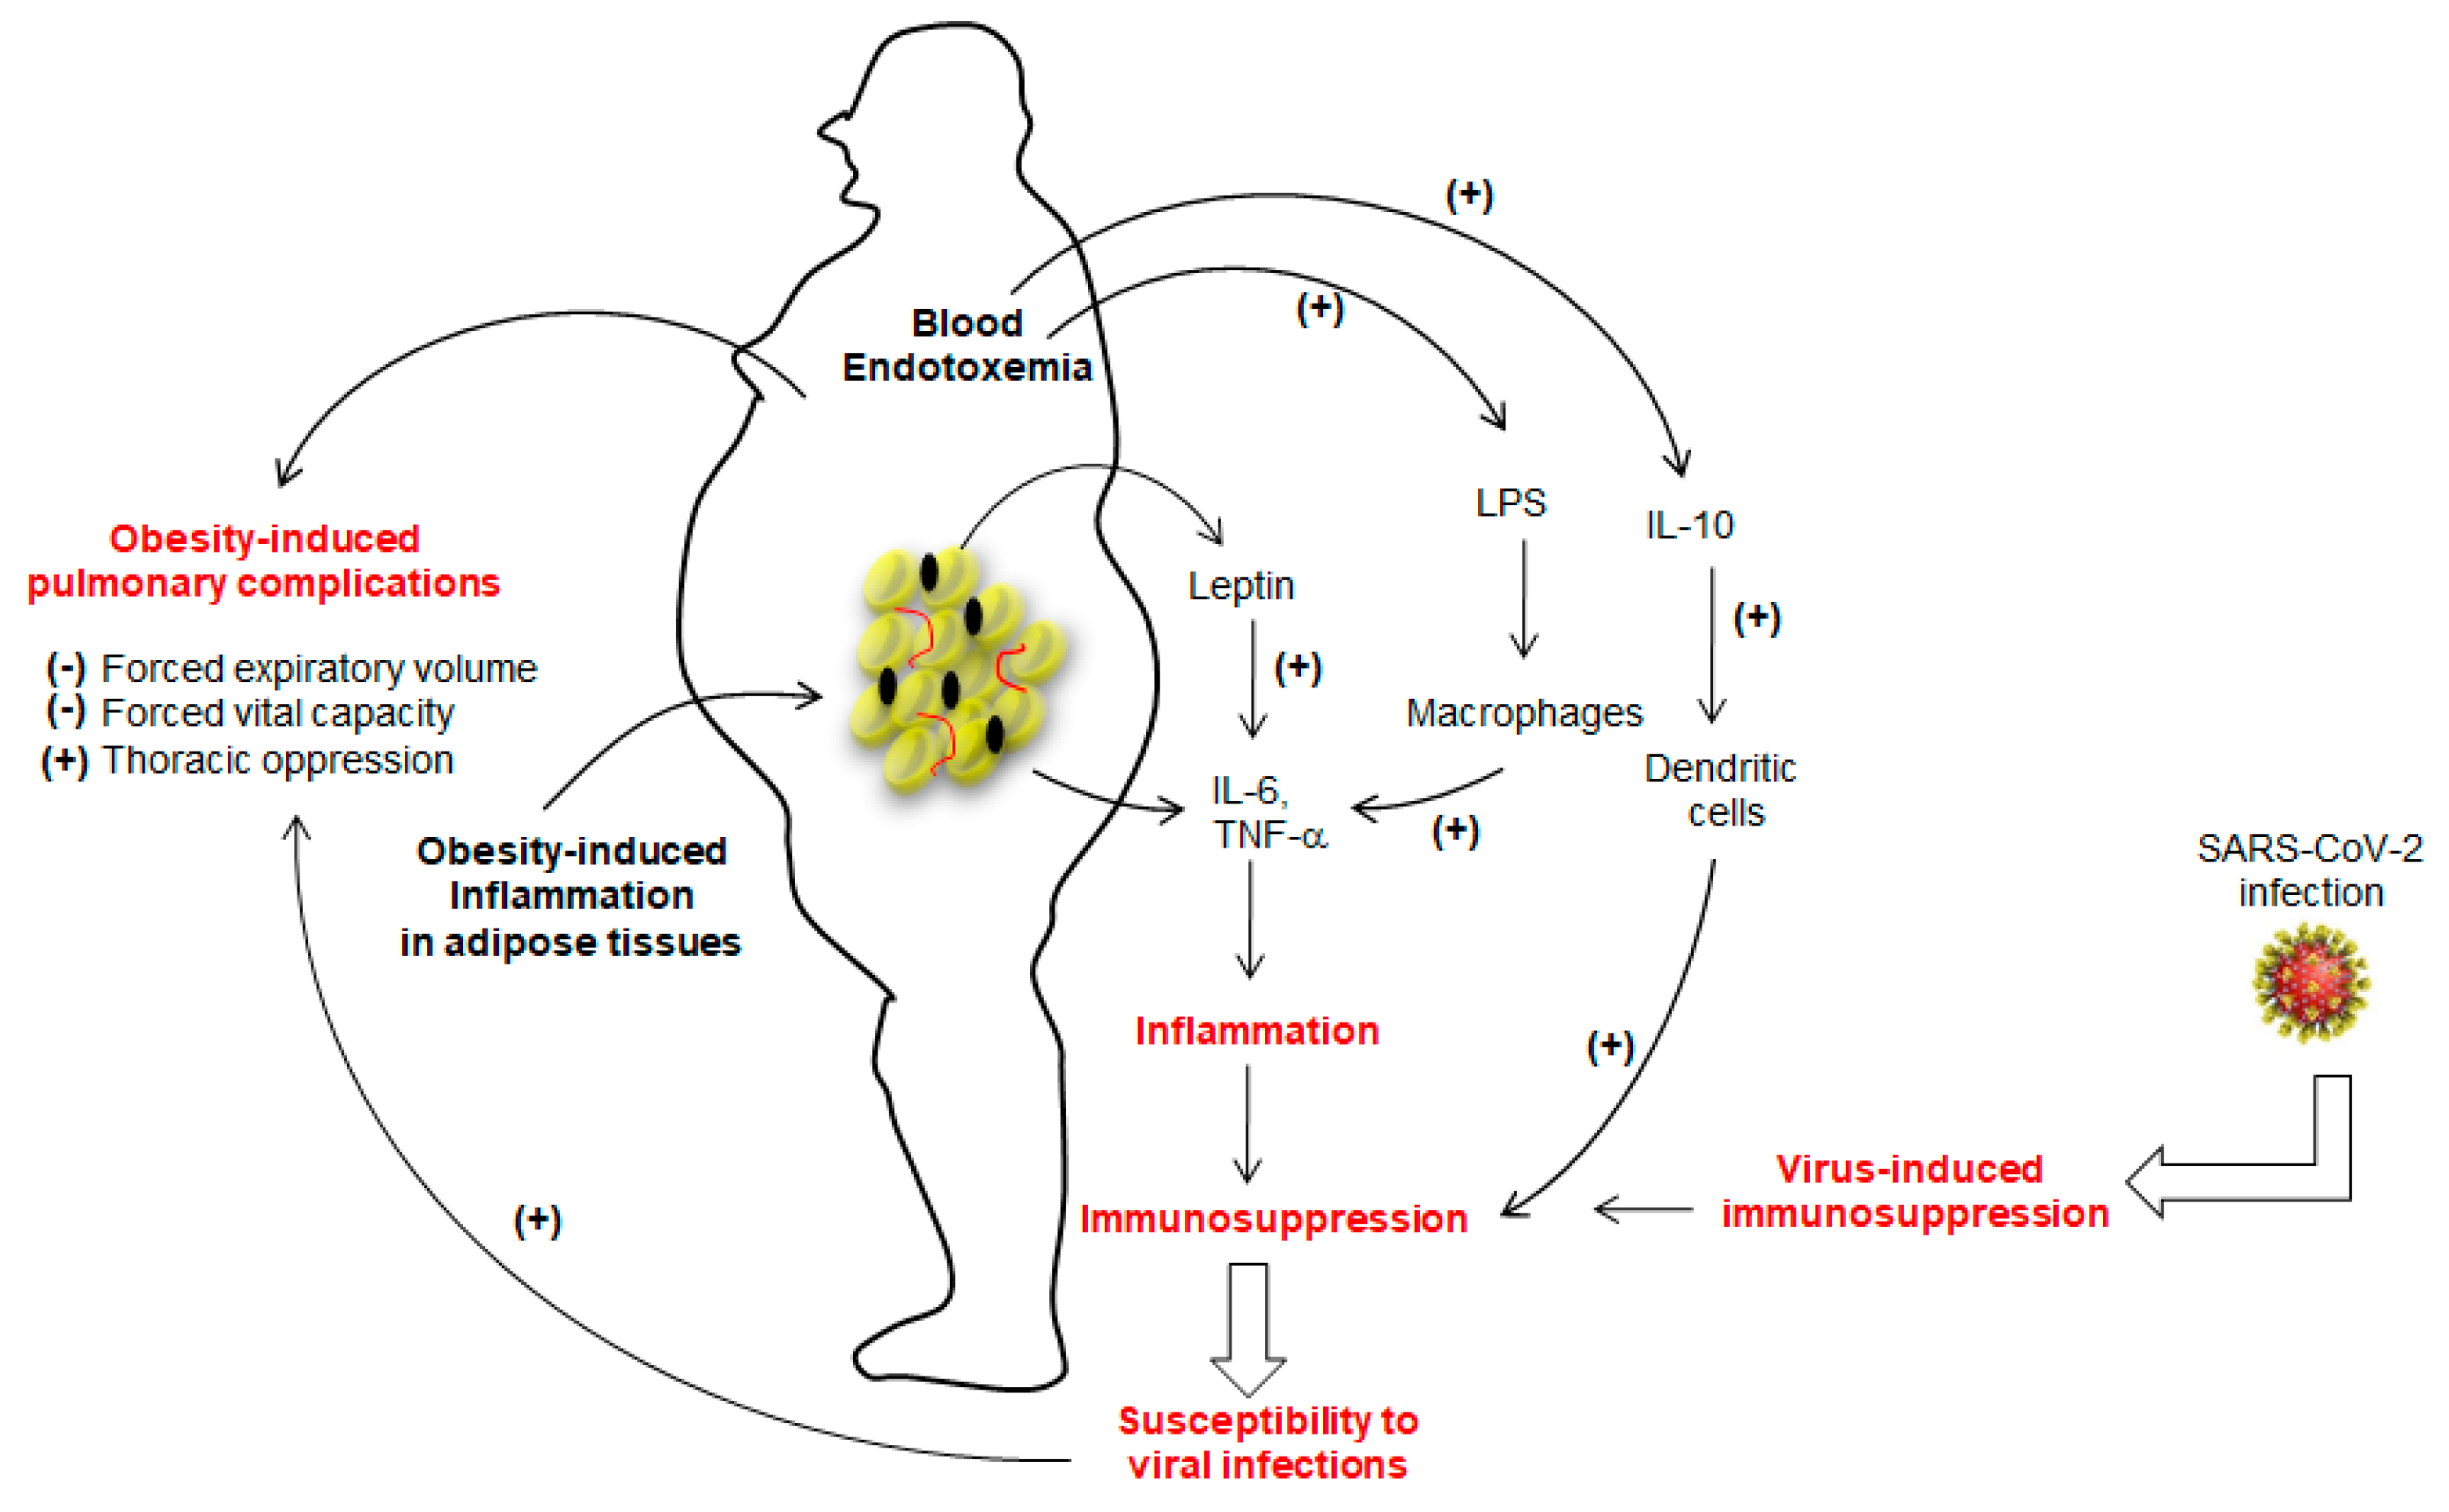 (+)
Blood
Endotoxemia
(+)
LPS
IL-10
Obesity-induced
pulmonary complications
Leptin
(+)
(+)
(-) Forced expiratory volume
(-) Forced vital capacity
(+) Thoracic oppression
Macrophages
Dendritic
cells
IL-6,
TNF-α
(+)
Obesity-induced
Inflammation
in adipose tissues
SARS-CoV-2
infection
Inflammation
(+)
Virus-induced
immunosuppression
Immunosuppression
(+)
Susceptibility to
viral infections